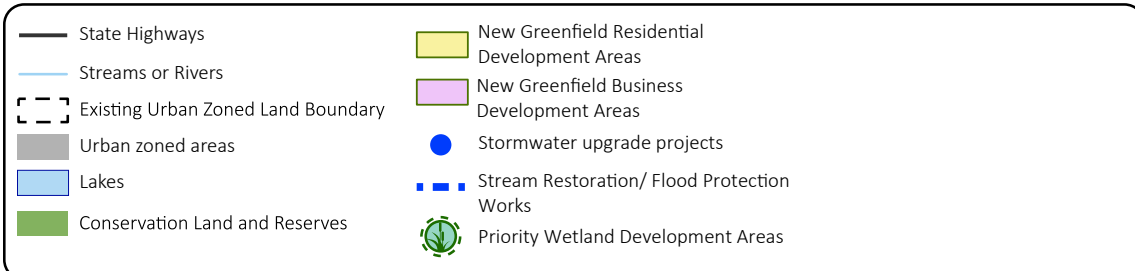 State Highways
Streams or Rivers
Existing Urban Zoned Land Boundary
Urban zoned areas
Lakes
Conservation Land and Reserves
New Greenfield Residential
Development Areas
New Greenfield Business
Development Areas
Stormwater upgrade projects
Stream Restoration/ Flood Protection
Works
Priority Wetland Development Areas